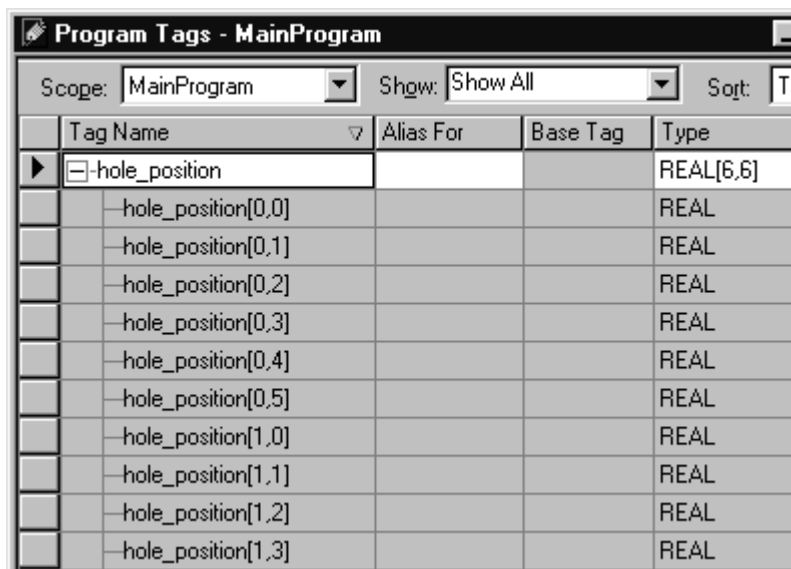 Program Tags - MainProgram
Scope: MainProgram Show: Show All Sort: T
Tag Name Alias For Base Tag Type
hole_position REAL[6,6]
hole_position[0,0] REAL
hole_position[0,1] REAL
hole_position[0,2] REAL
hole_position[0,3] REAL
hole_position[0,4] REAL
hole_position[0,5] REAL
hole_position[1,0] REAL
hole_position[1,1] REAL
hole_position[1,2] REAL
hole_position[1,3] REAL